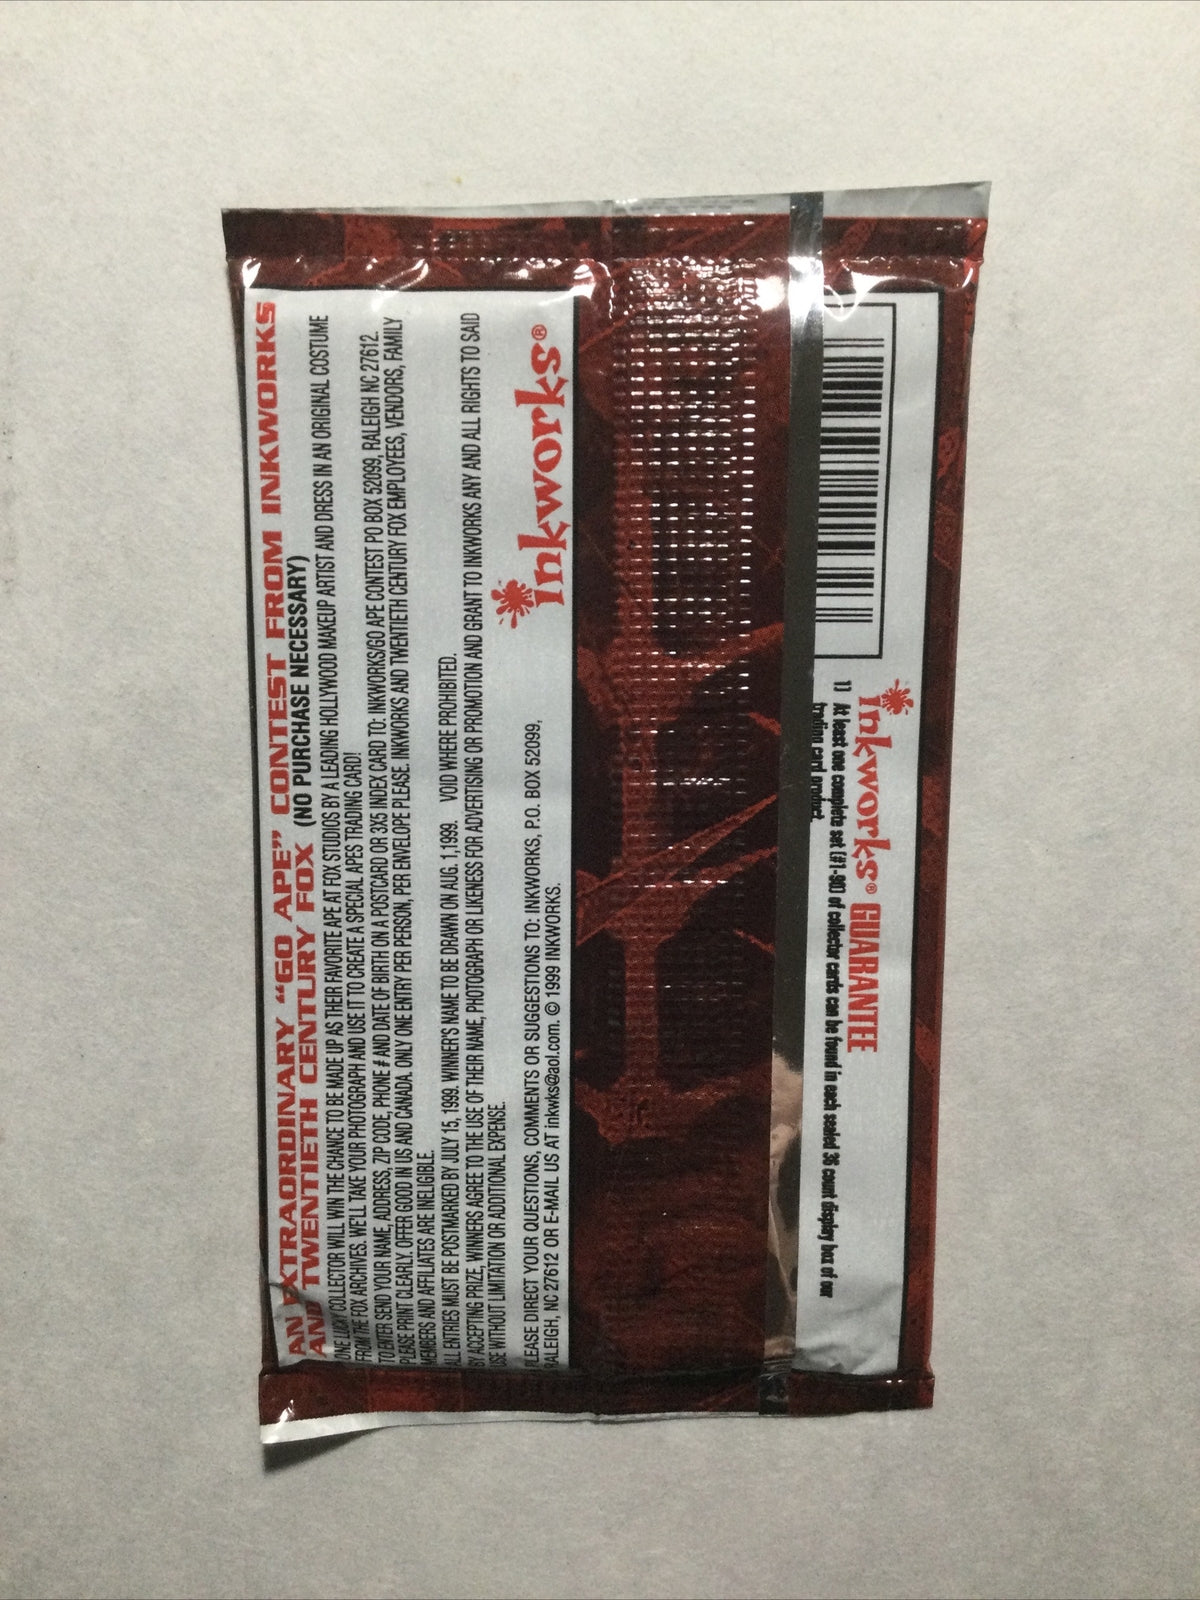 AN EXTRAORDINARY "GO APE" CONTEST FROM INKWORKS
AND TWENTIETH CENTURY FOX (NO PURCHASE NECESSARY)
ONE LUCKY COLLECTOR WILL WIN THE CHANCE TO BE MADE UP AS THEIR FAVORITE APE AT FOX STUDIOS BY A LEADING HOLLYWOOD MAKEUP ARTIST AND DRESS IN AN ORIGINAL COSTUME
FROM THE FOX ARCHIVES. WE'LL TAKE YOUR PHOTOGRAPH AND USE IT TO CREATE A SPECIAL APES TRADING CARD!
TO ENTER SEND YOUR NAME, ADDRESS, ZIP CODE, PHONE # AND DATE OF BIRTH ON A POSTCARD OR 3X5 INDEX CARD TO: INKWORKS/GO APE CONTEST PO BOX 52099, RALEIGH NC 27612.
PLEASE PRINT CLEARLY. OFFER GOOD IN US AND CANADA. ONLY ONE ENTRY PER PERSON, PER ENVELOPE PLEASE. INKWORKS AND TWENTIETH CENTURY FOX EMPLOYEES, VENDORS, FAMILY
MEMBERS AND AFFILIATES ARE INELIGIBLE.
ALL ENTRIES MUST BE POSTMARKED BY JULY 15, 1999. WINNER'S NAME TO BE DRAWN ON AUG. 1,1999. VOID WHERE PROHIBITED.
BY ACCEPTING PRIZE, WINNERS AGREE TO THE USE OF THEIR NAME, PHOTOGRAPH OR LIKENESS FOR ADVERTISING OR PROMOTION AND GRANT TO INKWORKS ANY AND ALL RIGHTS TO SAID
USE WITHOUT LIMITATION OR ADDITIONAL EXPENSE.
PLEASE DIRECT YOUR QUESTIONS, COMMENTS OR SUGGESTIONS TO: INKWORKS, P.O. BOX 52099,
RALEIGH, NC 27612 OR E-MAIL US AT inkwks@aol.com. © 1999 INKWORKS.
Inkworks®
Inkworks® GUARANTEE
1) At least one complete set (#1-90) of collector cards can be found in each sealed 36 count display box of our
trading card product.